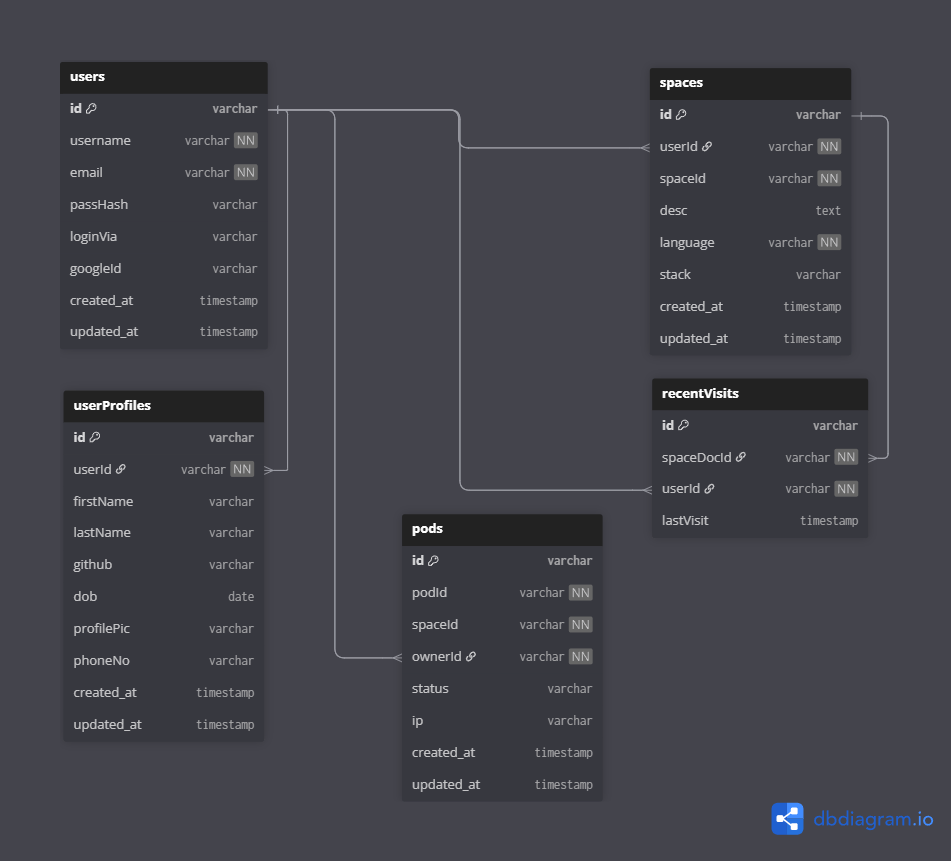 users
id varchar
username varchar NN
email varchar NN
passHash varchar
loginVia varchar
googleId varchar
created_at timestamp
updated_at timestamp
userProfiles
id varchar
userId varchar NN
firstName varchar
lastName varchar
github varchar
dob date
profilePic varchar
phoneNo varchar
created_at timestamp
updated_at timestamp
pods
id varchar
podId varchar NN
spaceId varchar NN
ownerId varchar NN
status varchar
ip varchar
created_at timestamp
updated_at timestamp
spaces
id varchar
userId varchar NN
spaceId varchar NN
desc text
language varchar NN
stack varchar
created_at timestamp
updated_at timestamp
recentVisits
id varchar
spaceDocId varchar NN
userId varchar NN
lastVisit timestamp
dbdiagram.io